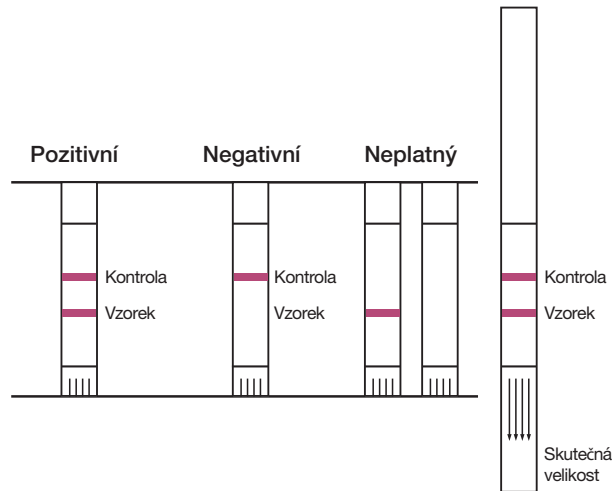 Pozitivní
Negativní
Neplatný
Kontrola
Kontrola
Kontrola
Vzorek
Vzorek
Vzorek
Skutečná
velikost